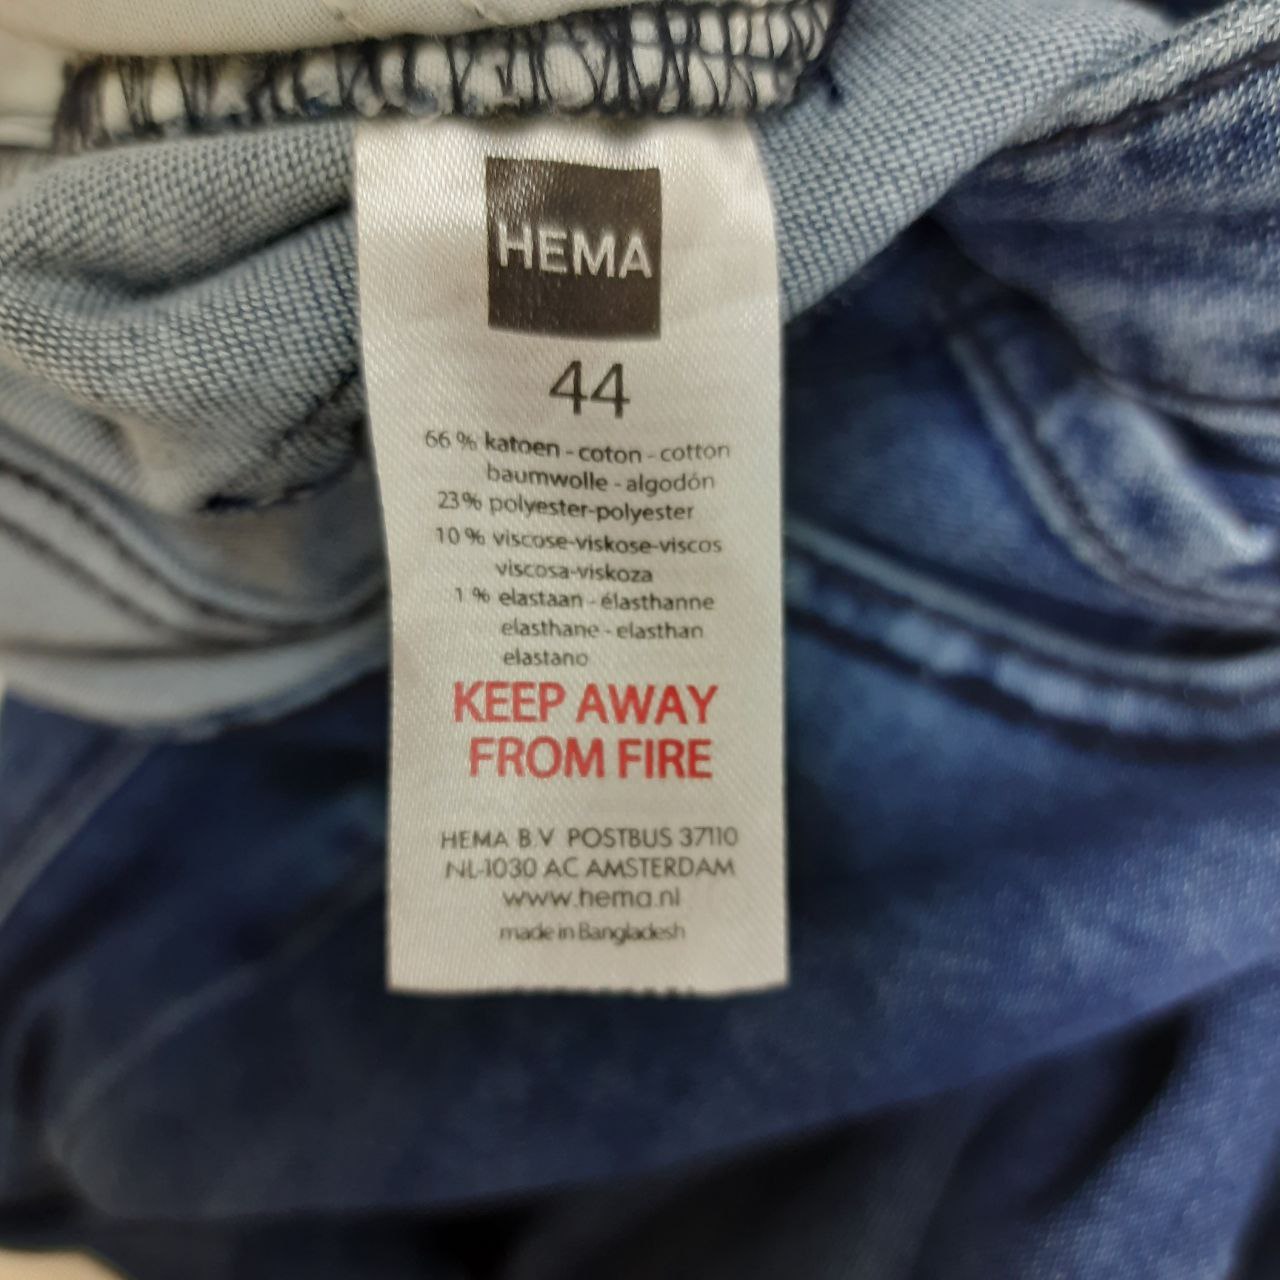 HEMA
44
66 % katoen - coton - cotton
baumwolle - algodón
23% polyester-polyester
10 % viscose-viskose-viscos
viscosa-viskoza
1 % elastaan - élasthanne
elasthane - elasthan
elastano
KEEP AWAY
FROM FIRE
HEMA B.V POSTBUS 37110
NL-1030 AC AMSTERDAM
www.hema.nl
made in Bangladesh